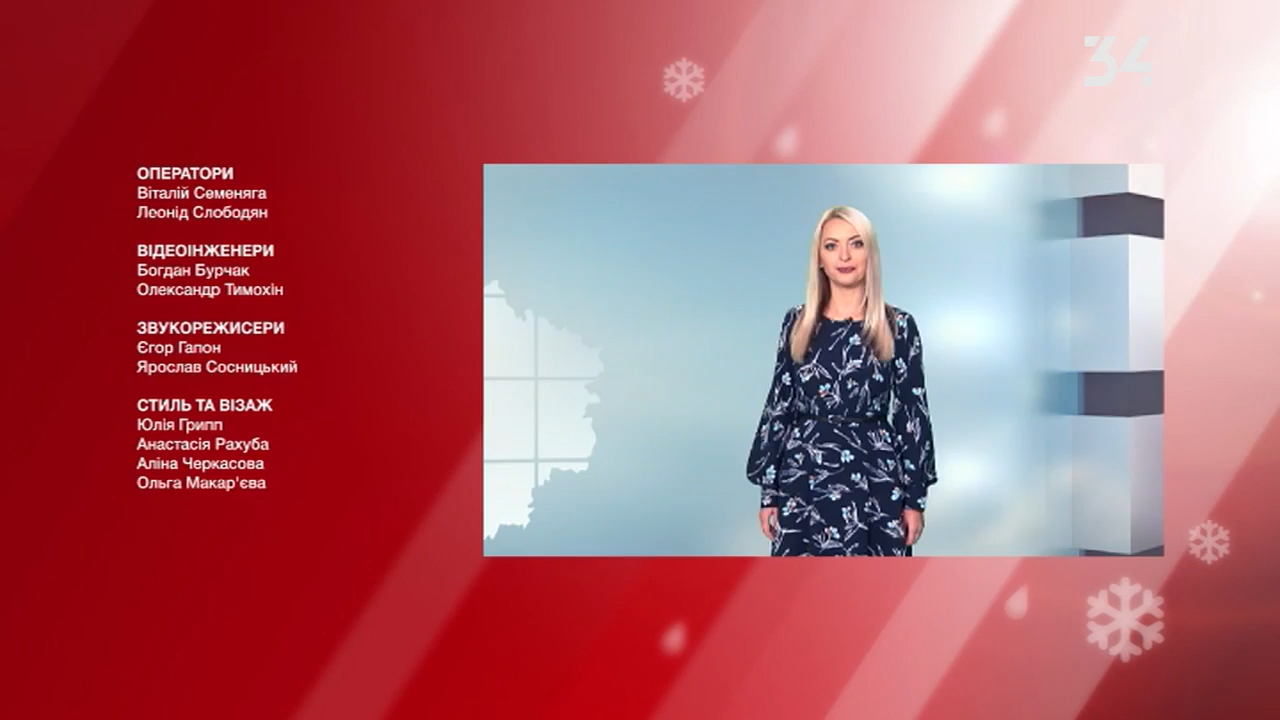 34
ОПЕРАТОРИ
Віталій Семеняга
Леонід Слободян
ВІДЕОІНЖЕНЕРИ
Богдан Бурчак
Олександр Тимохін
ЗВУКОРЕЖИСЕРИ
Єгор Гапон
Ярослав Сосницький
СТИЛЬ ТА ВІЗАЖ
Юлія Грипп
Анастасія Рахуба
Аліна Черкасова
Ольга Макар'єва